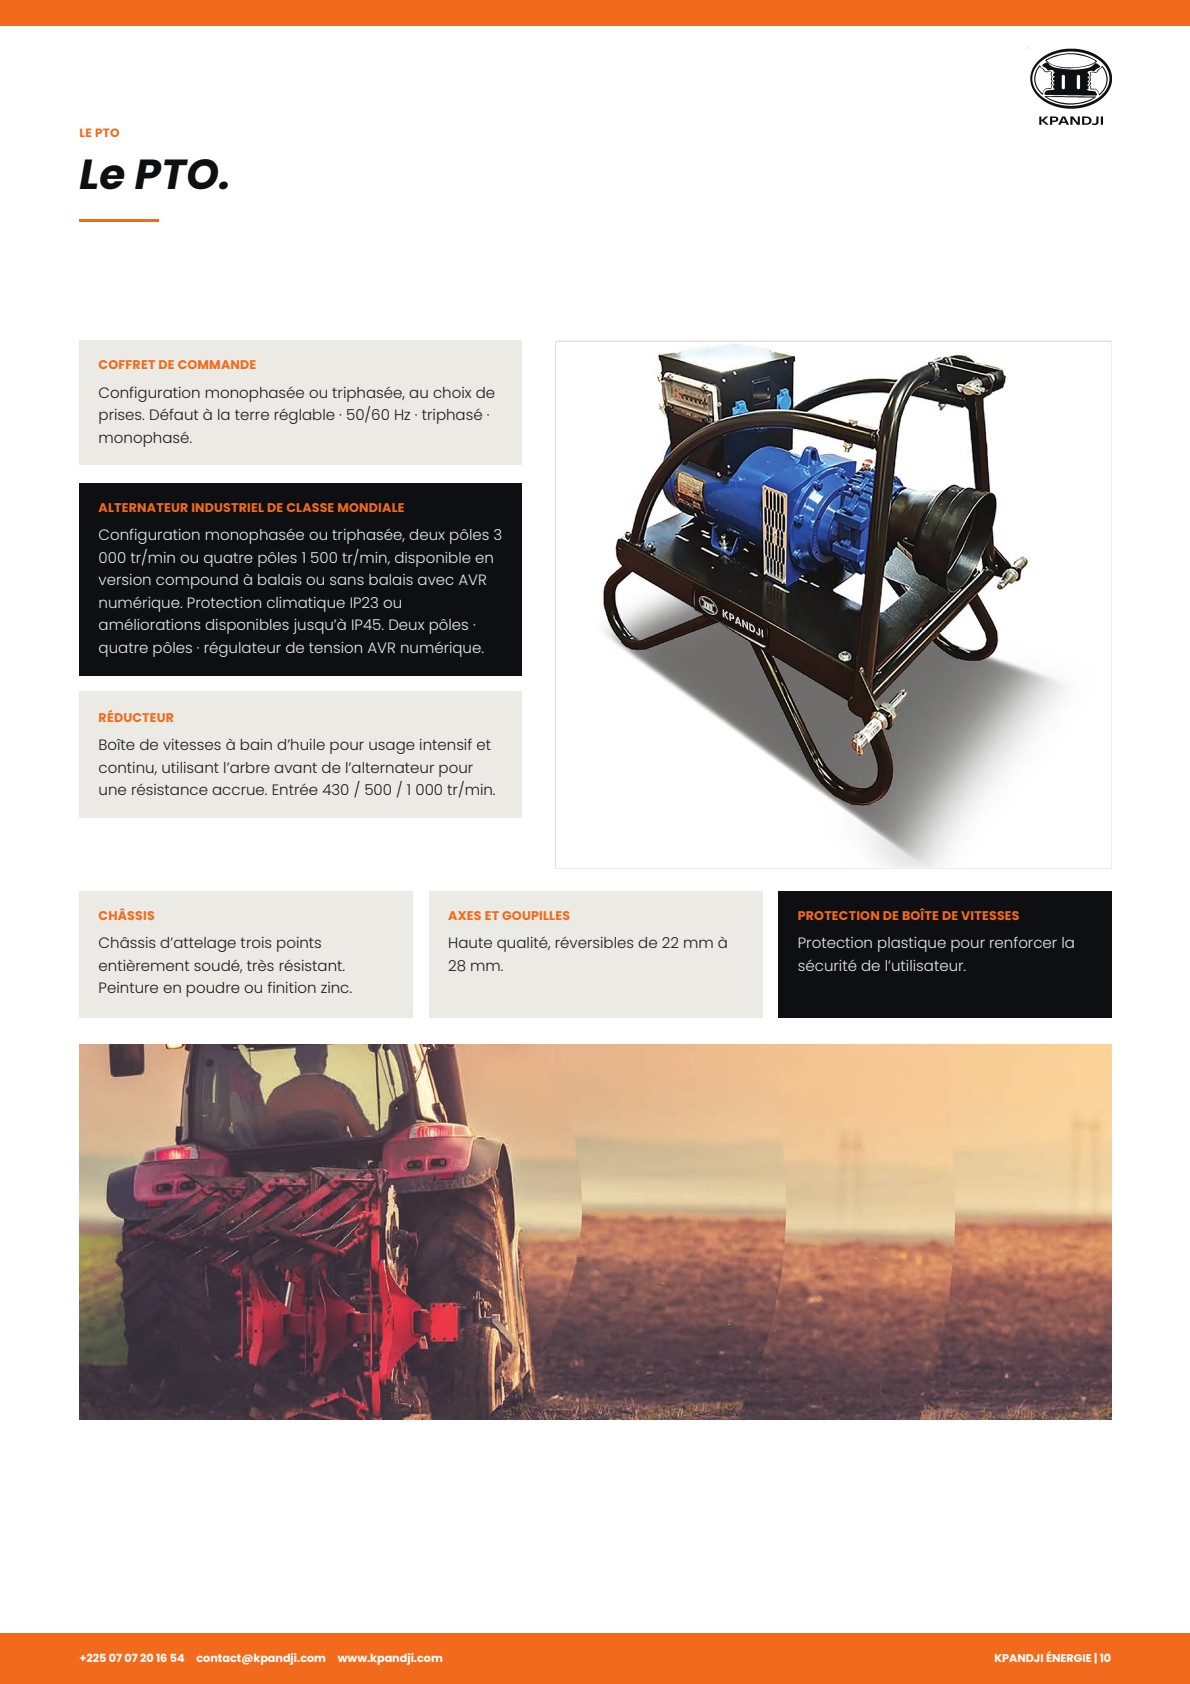 KPANDJI
LE PTO
Le PTO.
COFFRET DE COMMANDE
Configuration monophasée ou triphasée, au choix de
prises. Défaut à la terre réglable · 50/60 Hz · triphasé ·
monophasé.
ALTERNATEUR INDUSTRIEL DE CLASSE MONDIALE
Configuration monophasée ou triphasée, deux pôles 3
000 tr/min ou quatre pôles 1 500 tr/min, disponible en
version compound à balais ou sans balais avec AVR
numérique. Protection climatique IP23 ou
améliorations disponibles jusqu’à IP45. Deux pôles ·
quatre pôles · régulateur de tension AVR numérique.
RÉDUCTEUR
Boîte de vitesses à bain d’huile pour usage intensif et
continu, utilisant l’arbre avant de l’alternateur pour
une résistance accrue. Entrée 430 / 500 / 1 000 tr/min.
KPANDJI
CHÂSSIS
Châssis d’attelage trois points
entièrement soudé, très résistant.
Peinture en poudre ou finition zinc.
AXES ET GOUPILLES
Haute qualité, réversibles de 22 mm à
28 mm.
PROTECTION DE BOÎTE DE VITESSES
Protection plastique pour renforcer la
sécurité de l’utilisateur.
+225 07 07 20 16 54 contact@kpandji.com www.kpandji.com
KPANDJI ÉNERGIE | 10